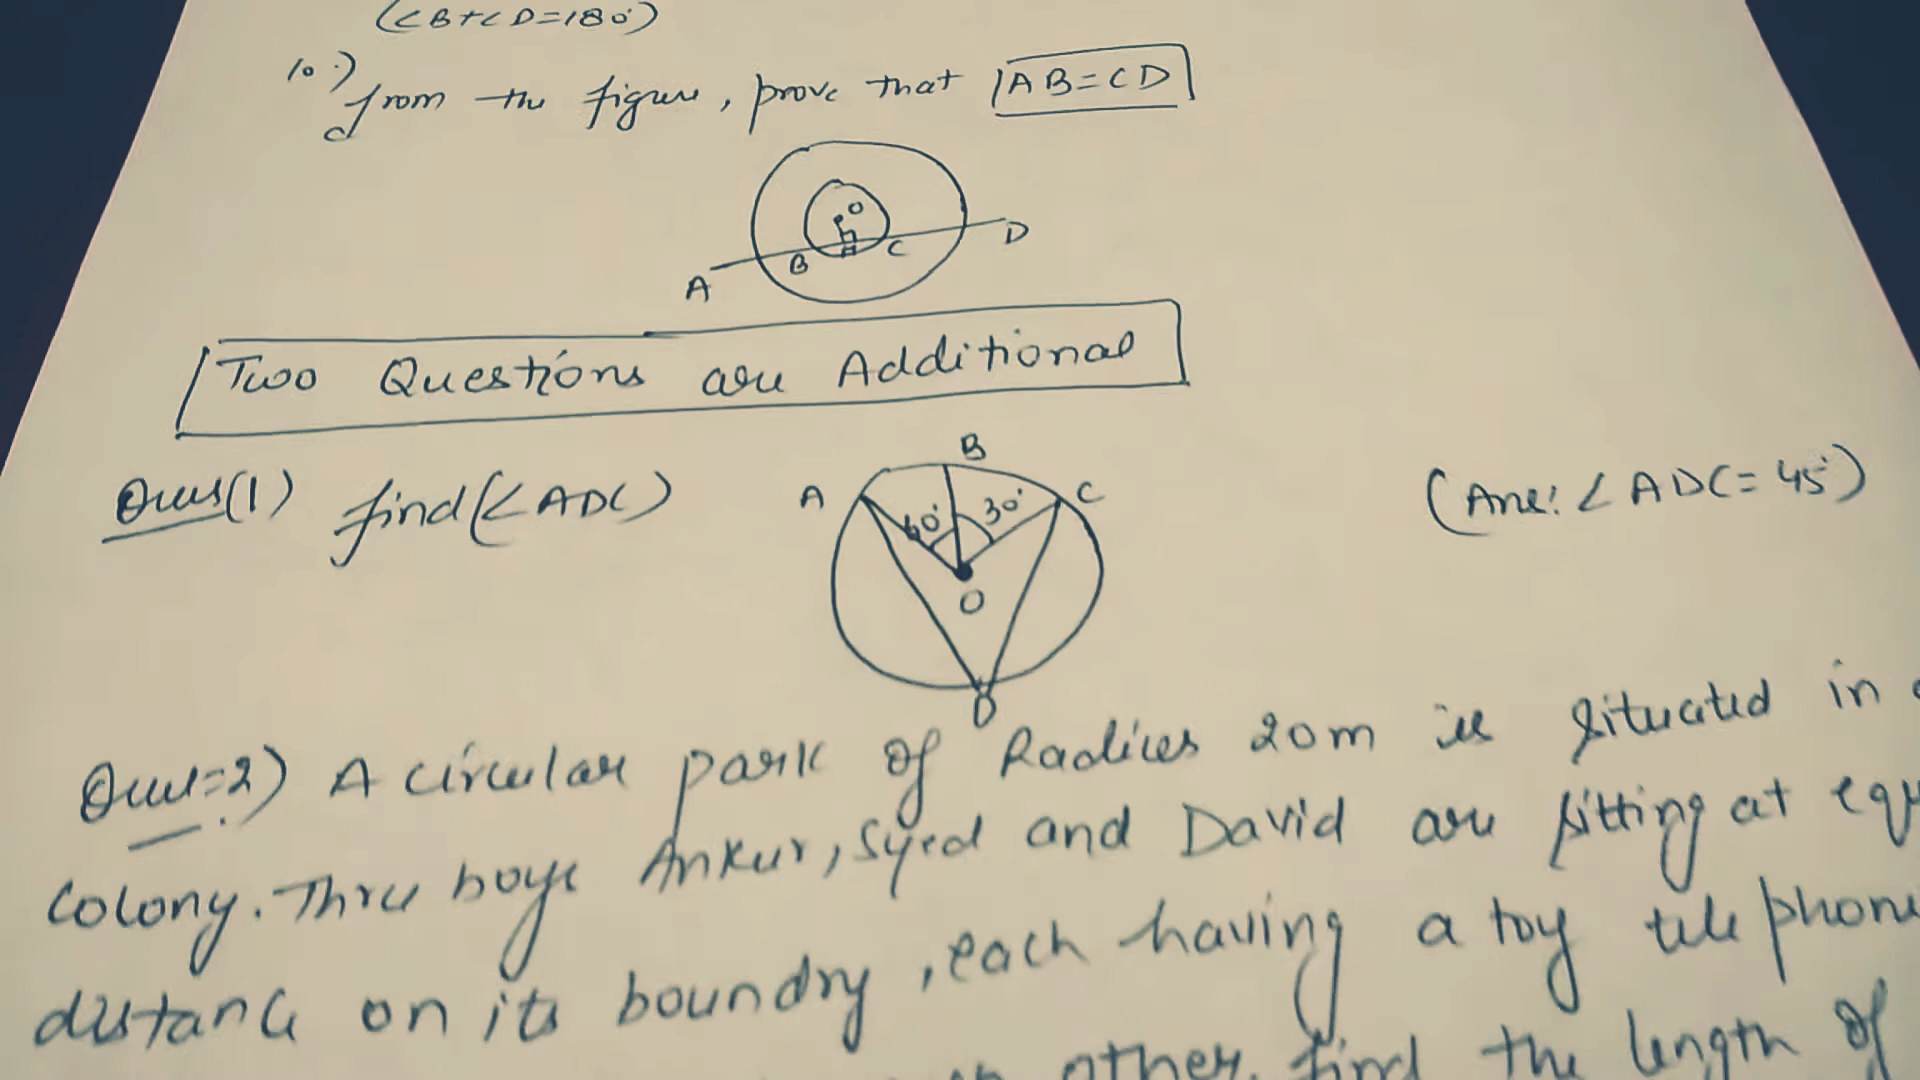 (∠B+∠D=180°)
10.) from the figure, prove that AB=CD
O
A B C D
Two Questions are Additional
B
Ques(1) find(∠ADC) A 60° 30° C (Ans: ∠ADC=45°)
O
D
Ques=2) A circular park of Radius 20m is situated in
colony. Three boys Ankur, Syed and David are sitting at equ
distance on its boundry, each having a toy telephone
other, find the length of